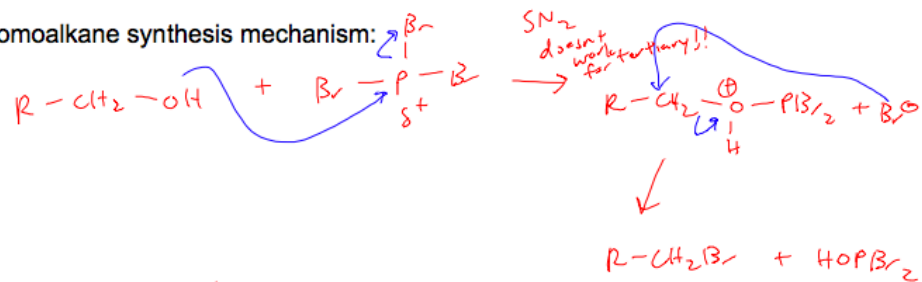 omoalkane synthesis mechanism:
SN2
doesn't
work
for tertiary!!
R - CH2 - OH + Br - P - Br
Br
δ+
R - CH2 - O - PBr2 + Br⊖
⊕
H
R-CH2Br + HOPBr2